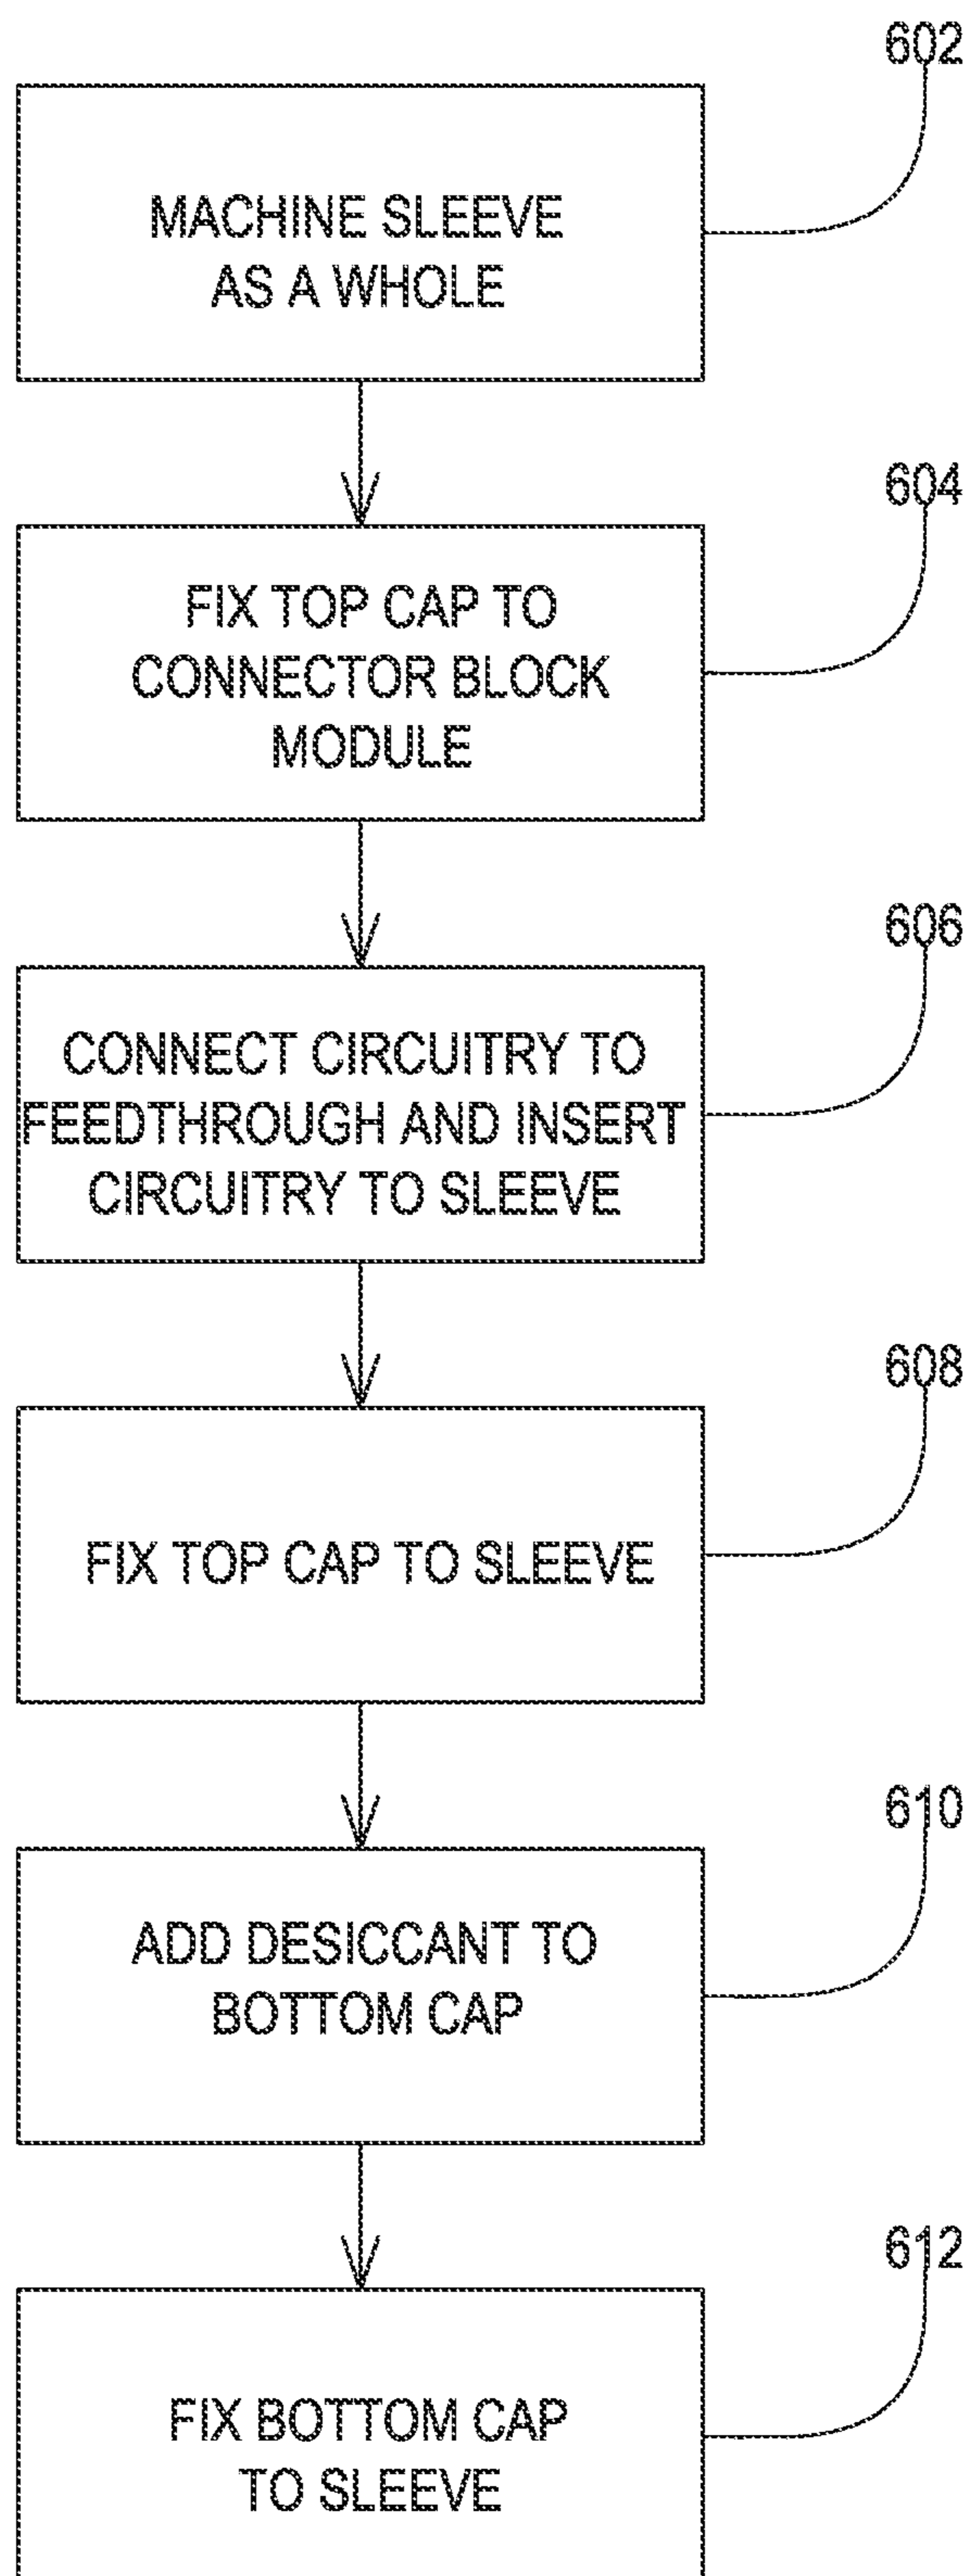 602
MACHINE SLEEVE
AS A WHOLE
604
FIX TOP CAP TO
CONNECTOR BLOCK
MODULE
606
CONNECT CIRCUITRY TO
FEEDTHROUGH AND INSERT
CIRCUITRY TO SLEEVE
608
FIX TOP CAP TO SLEEVE
610
ADD DESICCANT TO
BOTTOM CAP
612
FIX BOTTOM CAP
TO SLEEVE